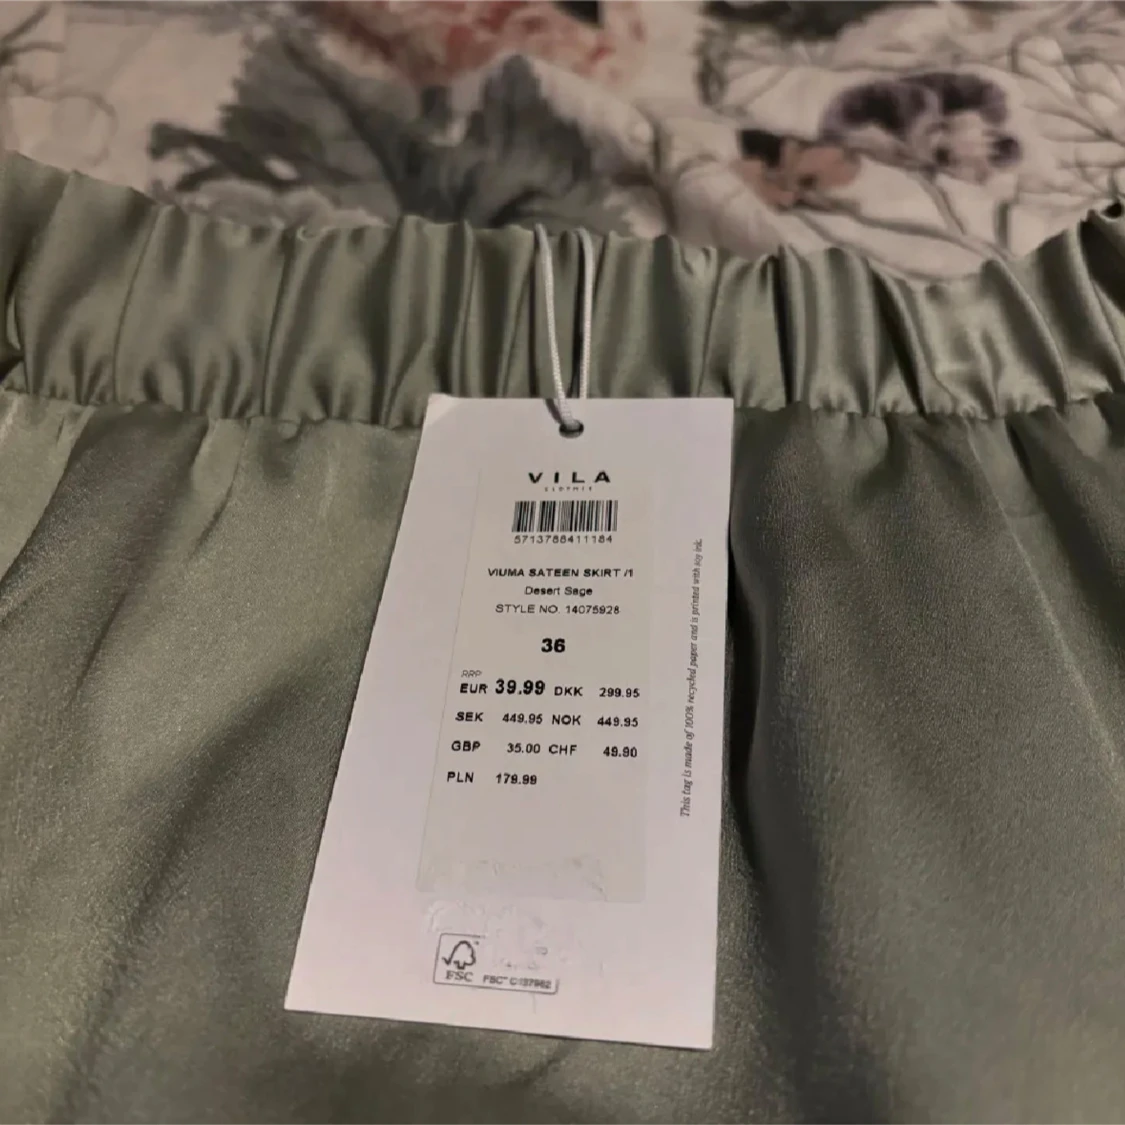 VILA
CLOTHES
5713788411184
VIUMA SATEEN SKIRT /1
Desert Sage
STYLE NO. 14075928
36
RRP
EUR 39.99 DKK 299.95
SEK 449.95 NOK 449.95
GBP 35.00 CHF 49.90
PLN 179.99
This tag is made of 100% recycled paper and is printed with soy ink.
FSC FSC™ C137982